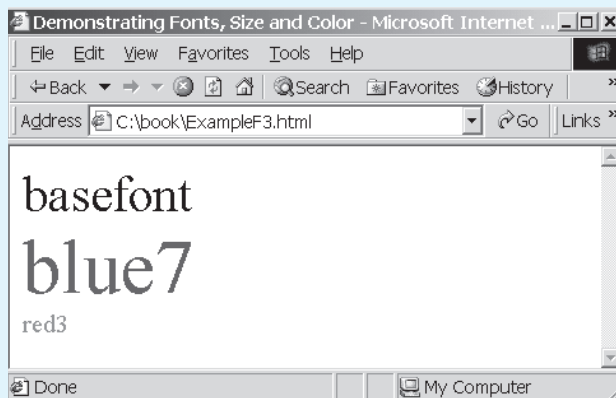 Demonstrating Fonts, Size and Color - Microsoft Internet ...
File Edit View Favorites Tools Help
Back Search Favorites History »
Address C:\book\ExampleF3.html Go Links »
basefont
blue7
red3
Done My Computer